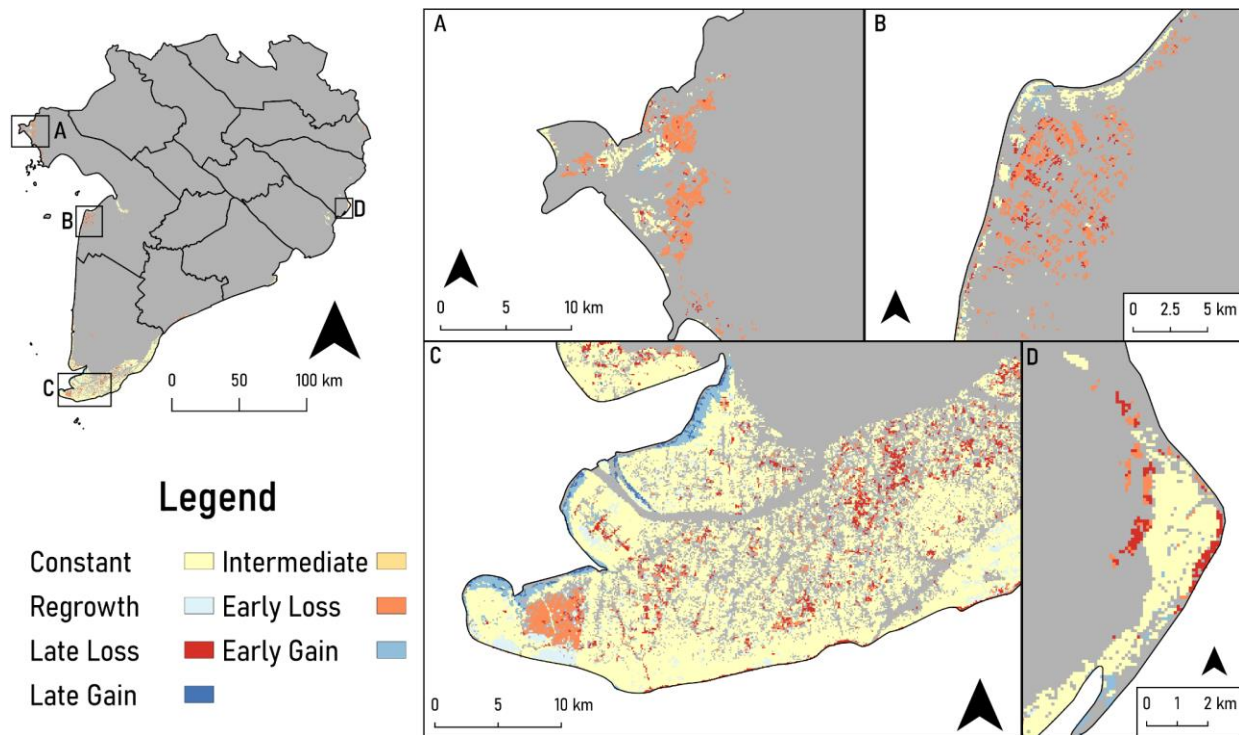 A
B
D
C
0 50 100 km
Legend
Constant Intermediate
Regrowth Early Loss
Late Loss Early Gain
Late Gain
A
0 5 10 km
B
0 2.5 5 km
C
0 5 10 km
D
0 1 2 km